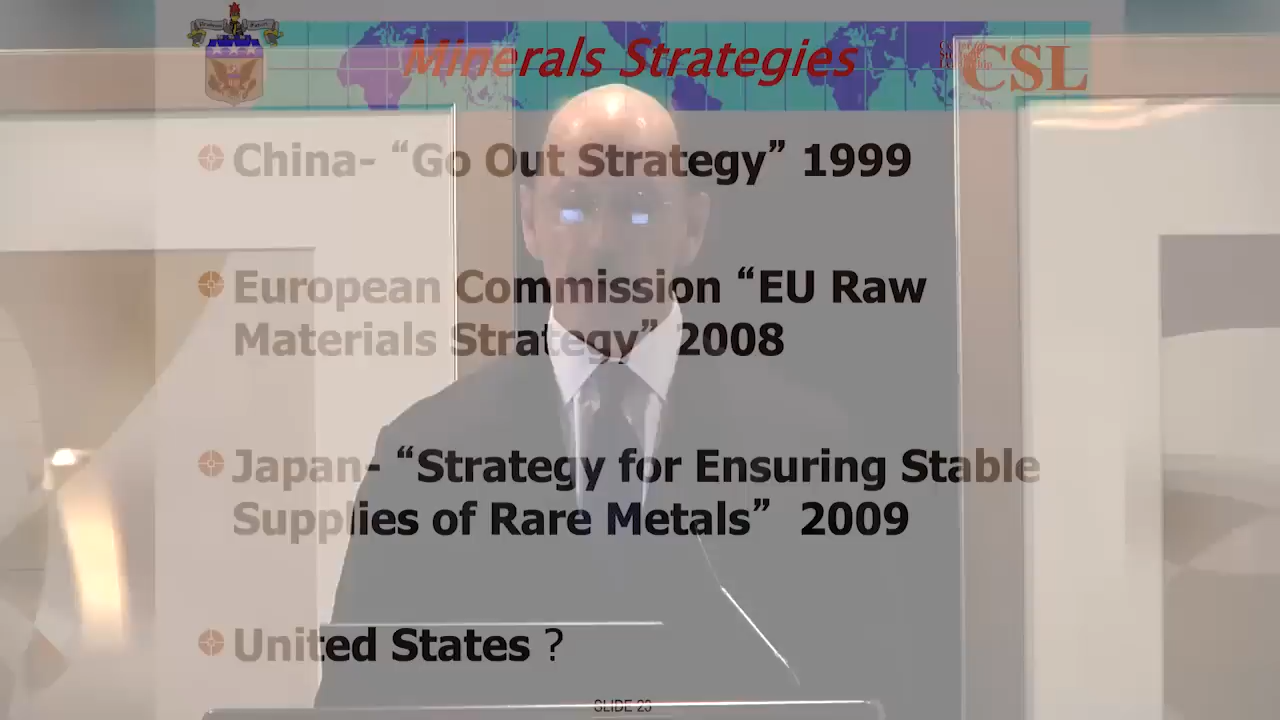 Minerals Strategies
CSL
China- “Go Out Strategy” 1999
European Commission “EU Raw
Materials Strategy” 2008
Japan- “Strategy for Ensuring Stable
Supplies of Rare Metals” 2009
United States ?
SLIDE 23